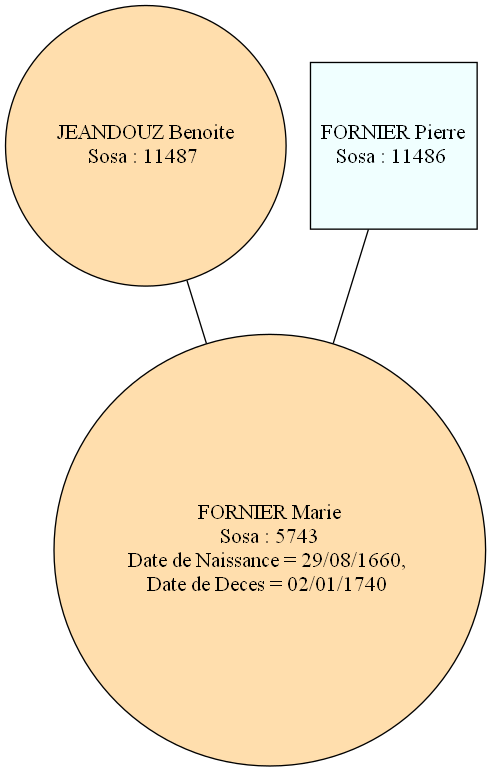 JEANDOUZ Benoite
Sosa : 11487
FORNIER Pierre
Sosa : 11486
FORNIER Marie
Sosa : 5743
Date de Naissance = 29/08/1660,
Date de Deces = 02/01/1740